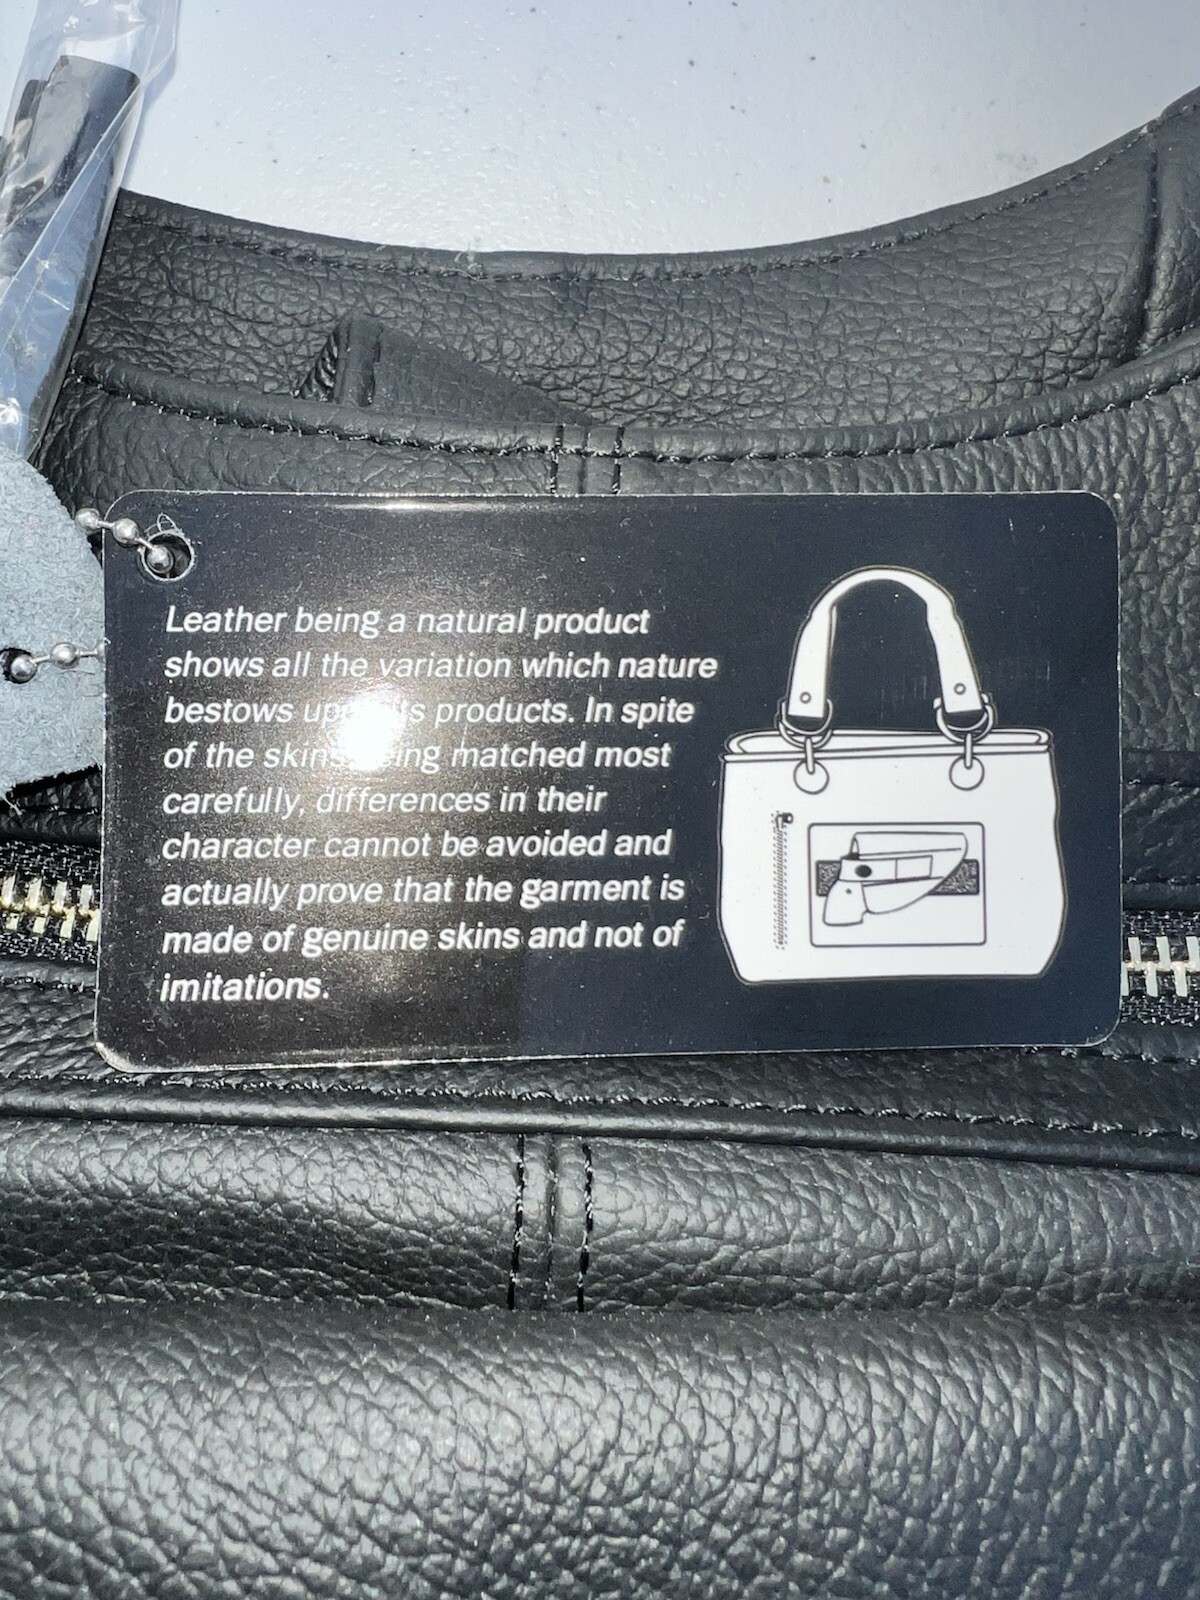 Leather being a natural product
shows all the variation which nature
bestows products. In spite
of the matched most
carefully, differences in their
character cannot be avoided and
actually prove that the garment is
made of genuine skins and not of
imitations.